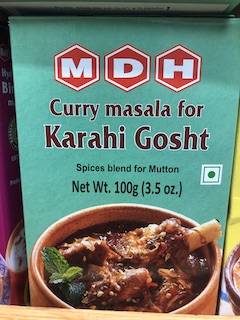 MDH
Curry masala for
Karahi Gosht
Spices blend for Mutton
Net Wt. 100g (3.5 oz.)